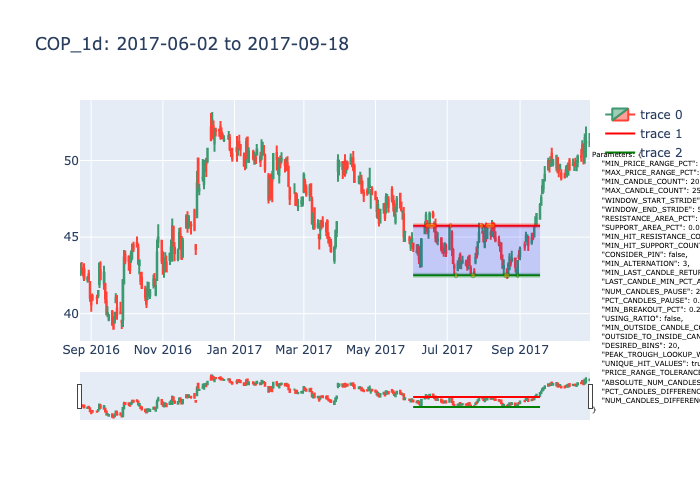 COP_1d: 2017-06-02 to 2017-09-18
trace 0
trace 1
trace 2
Parameters: {
"MIN_PRICE_RANGE_PCT":
"MAX_PRICE_RANGE_PCT":
"MIN_CANDLE_COUNT": 20
"MAX_CANDLE_COUNT": 25
"WINDOW_START_STRIDE"
"WINDOW_END_STRIDE": 5
"RESISTANCE_AREA_PCT":
"SUPPORT_AREA_PCT": 0.0
"MIN_HIT_RESISTANCE_CO
"MIN_HIT_SUPPORT_COUNT
"CONSIDER_PIN": false,
"MIN_ALTERNATION": 3,
"MIN_LAST_CANDLE_RETUR
"LAST_CANDLE_MIN_PCT_A
"NUM_CANDLES_PAUSE": 2
"PCT_CANDLES_PAUSE": 0.
"MIN_BREAKOUT_PCT": 0.2
"USING_RATIO": false,
"MIN_OUTSIDE_CANDLE_CO
"OUTSIDE_TO_INSIDE_CAN
"DESIRED_BINS": 20,
"PEAK_TROUGH_LOOKUP_W
"UNIQUE_HIT_VALUES": tru
"PRICE_RANGE_TOLERANC
"ABSOLUTE_NUM_CANDLES
"PCT_CANDLES_DIFFERENC
"NUM_CANDLES_DIFFEREN
}
50
45
40
Sep 2016
Nov 2016
Jan 2017
Mar 2017
May 2017
Jul 2017
Sep 2017